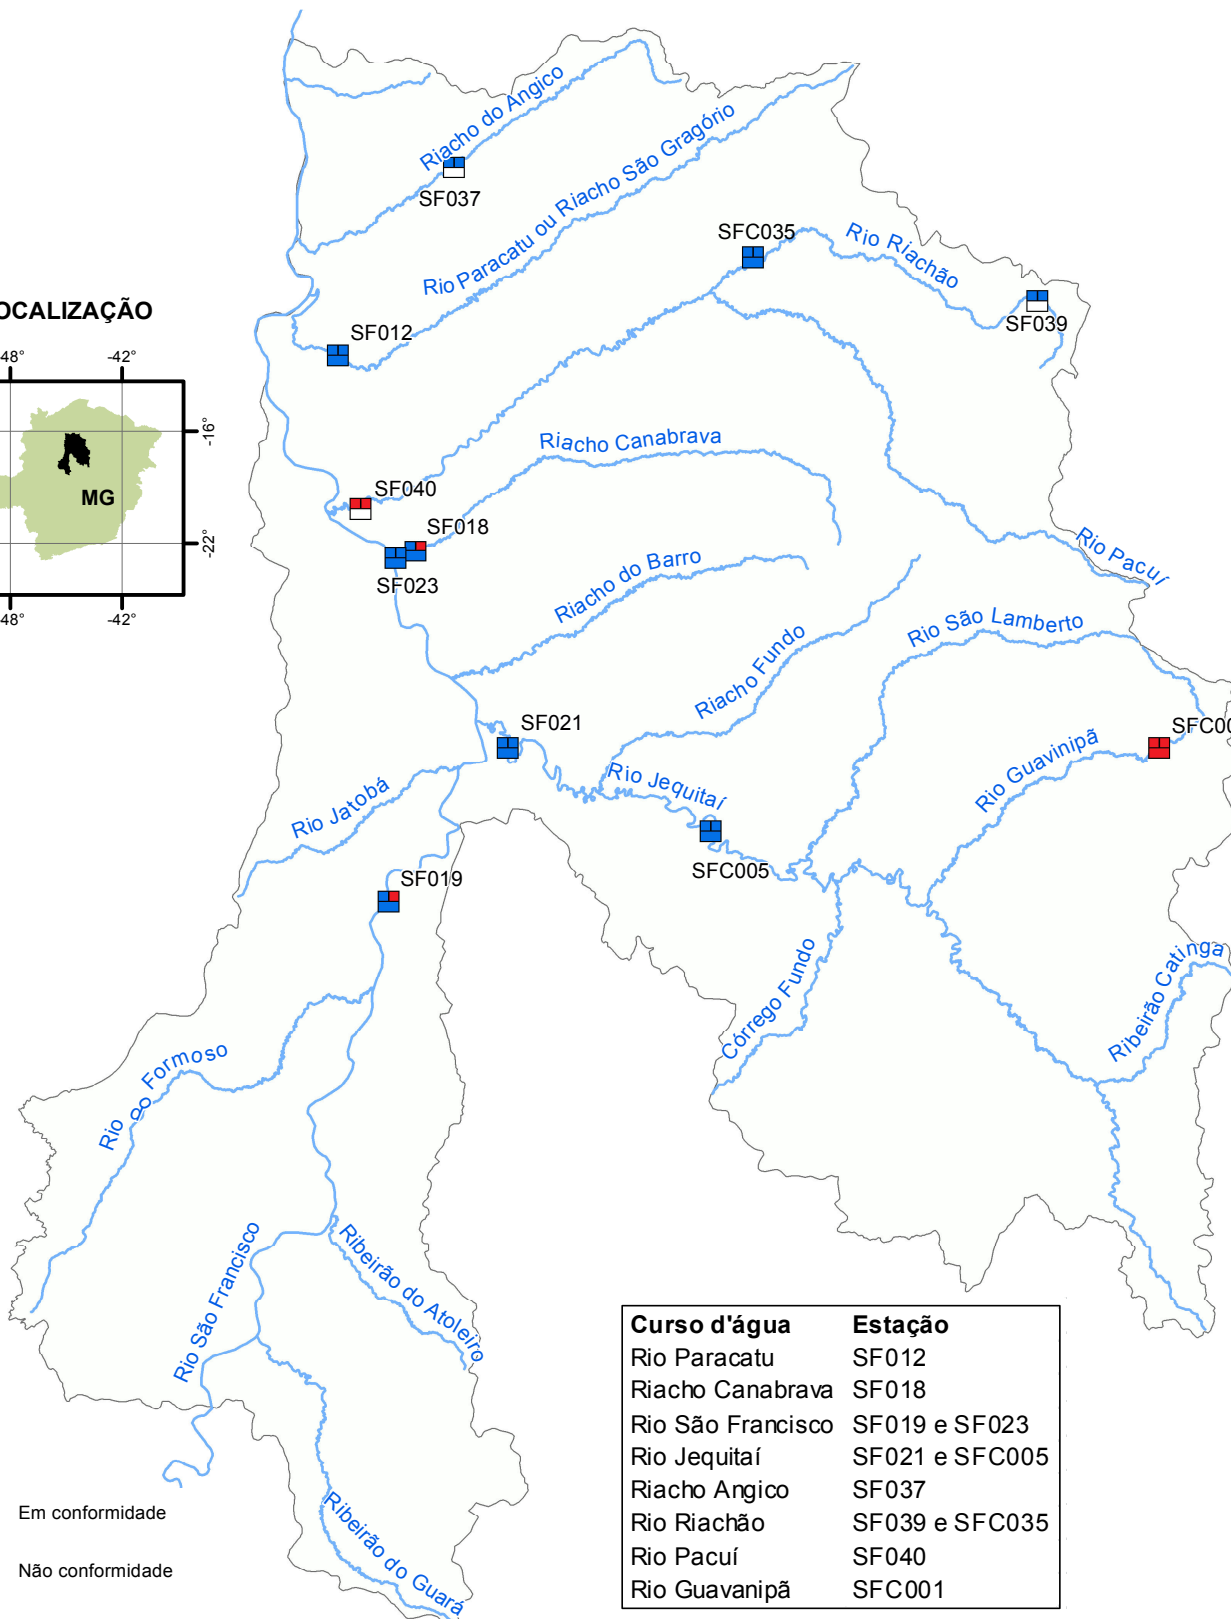 Riacho do Angico
SF037
Rio Paracatu ou Riacho São Gragório
SFC035
Rio Riachão
SF039
OCALIZAÇÃO
SF012
48°
-42°
-16°
MG
-22°
48°
-42°
Riacho Canabrava
SF040
SF018
SF023
Rio Pacuí
Riacho do Barro
Rio São Lamberto
Riacho Fundo
SF021
SFC00
Rio Guavinipã
Rio Jequitaí
Rio Jatobá
SFC005
SF019
Córrego Fundo
Ribeirão Catinga
Rio do Formoso
Rio São Francisco
Ribeirão do Atoleiro
Ribeirão do Guará
Em conformidade
Não conformidade
Curso d'água Estação
Rio Paracatu SF012
Riacho Canabrava SF018
Rio São Francisco SF019 e SF023
Rio Jequitaí SF021 e SFC005
Riacho Angico SF037
Rio Riachão SF039 e SFC035
Rio Pacuí SF040
Rio Guavanipã SFC001